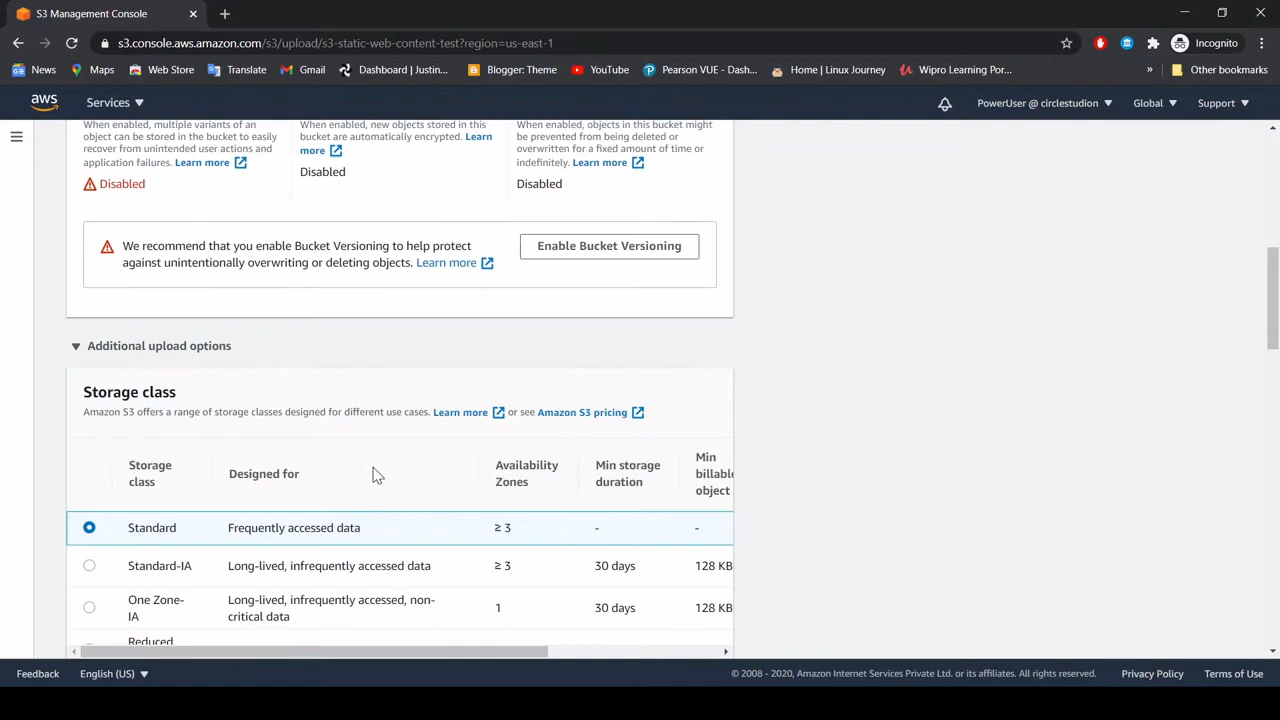 S3 Management Console
s3.console.aws.amazon.com/s3/upload/s3-static-web-content-test?region=us-east-1
Incognito
News
Maps
Web Store
Translate
Gmail
Dashboard | Justin...
Blogger: Theme
YouTube
Pearson VUE - Dash...
Home | Linux Journey
Wipro Learning Por...
»
Other bookmarks
aws
Services
PowerUser @ circlestudion
Global
Support
When enabled, multiple variants of an
object can be stored in the bucket to easily
recover from unintended user actions and
application failures. Learn more
Disabled
When enabled, new objects stored in this
bucket are automatically encrypted. Learn
more
Disabled
When enabled, objects in this bucket might
be prevented from being deleted or
overwritten for a fixed amount of time or
indefinitely. Learn more
Disabled
We recommend that you enable Bucket Versioning to help protect
against unintentionally overwriting or deleting objects. Learn more
Enable Bucket Versioning
Additional upload options
Storage class
Amazon S3 offers a range of storage classes designed for different use cases. Learn more or see Amazon S3 pricing
Storage
class
Designed for
Availability
Zones
Min storage
duration
Min
billable
object
Standard
Frequently accessed data
≥ 3
-
-
Standard-IA
Long-lived, infrequently accessed data
≥ 3
30 days
128 KB
One Zone-
IA
Long-lived, infrequently accessed, non-
critical data
1
30 days
128 KB
Reduced
Feedback
English (US)
© 2008 - 2020, Amazon Internet Services Private Ltd. or its affiliates. All rights reserved.
Privacy Policy
Terms of Use